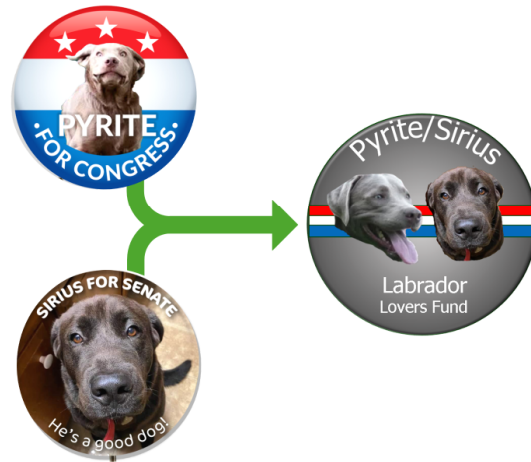 PYRITE
•FOR CONGRESS•
SIRIUS FOR SENATE
He's a good dog!
Pyrite/Sirius
Labrador
Lovers Fund